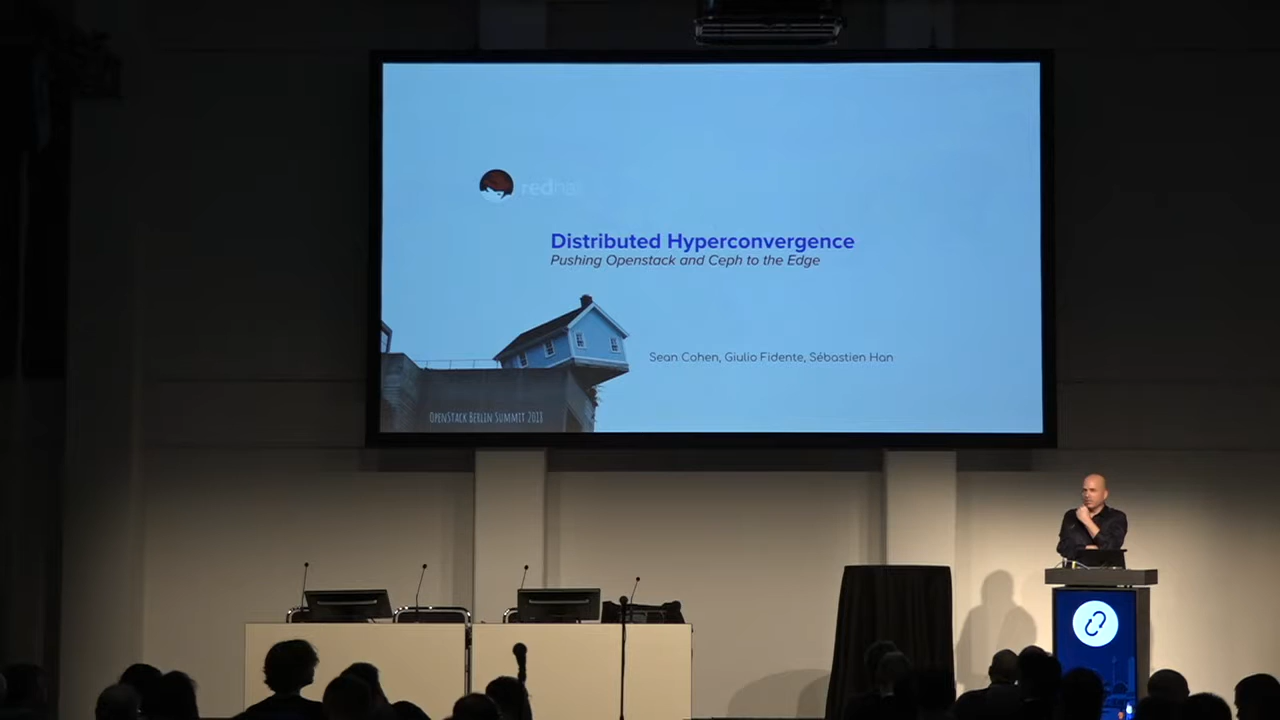 redhat
Distributed Hyperconvergence
Pushing Openstack and Ceph to the Edge
Sean Cohen, Giulio Fidente, Sébastien Han
OpenStack Berlin Summit 2018